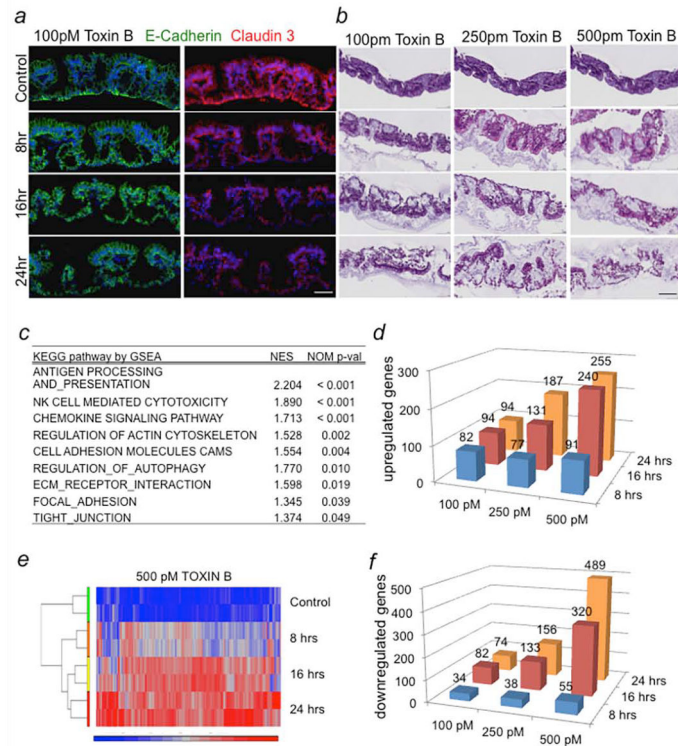 a
b
100pM Toxin B E-Cadherin Claudin 3
100pm Toxin B 250pm Toxin B 500pm Toxin B
Control
8hr
16hr
24hr
c
KEGG pathway by GSEA NES NOM p-val
ANTIGEN PROCESSING
AND_PRESENTATION 2.204 < 0.001
NK CELL MEDIATED CYTOTOXICITY 1.890 < 0.001
CHEMOKINE SIGNALING PATHWAY 1.713 < 0.001
REGULATION OF ACTIN CYTOSKELETON 1.528 0.002
CELL ADHESION MOLECULES CAMS 1.554 0.004
REGULATION_OF_AUTOPHAGY 1.770 0.010
ECM_RECEPTOR_INTERACTION 1.598 0.019
FOCAL_ADHESION 1.345 0.039
TIGHT_JUNCTION 1.374 0.049
d
upregulated genes
300
200
100
0
94 187 255
94 131 240
82 77 91
24 hrs
16 hrs
8 hrs
100 pM
250 pM
500 pM
e
500 pM TOXIN B
Control
8 hrs
16 hrs
24 hrs
f
downregulated genes
500
400
300
200
100
0
74 156 489
82 133 320
34 38 55
24 hrs
16 hrs
8 hrs
100 pM
250 pM
500 pM